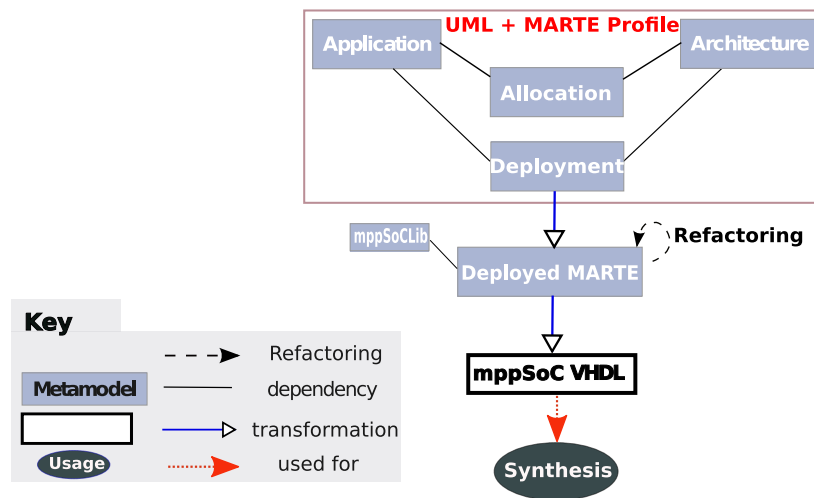 UML + MARTE Profile
Application
Architecture
Allocation
Deployment
mppSoCLib
Refactoring
Deployed MARTE
Key
Refactoring
mppSoC VHDL
Metamodel
dependency
transformation
Usage
used for
Synthesis